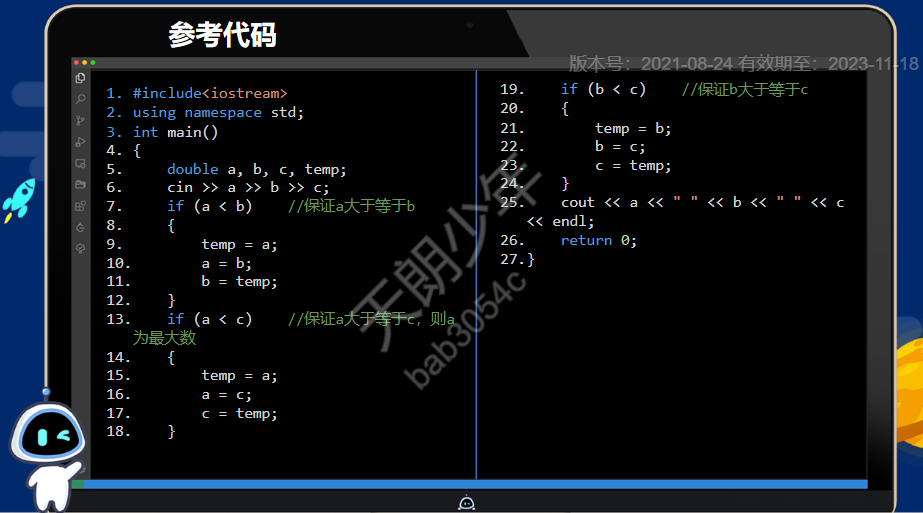 参考代码
版本号：2021-08-24 有效期至：2023-11-18
1. #include<iostream>
2. using namespace std;
3. int main()
4. {
5. double a, b, c, temp;
6. cin >> a >> b >> c;
7. if (a < b) //保证a大于等于b
8. {
9. temp = a;
10. a = b;
11. b = temp;
12. }
13. if (a < c) //保证a大于等于c，则a
为最大数
14. {
15. temp = a;
16. a = c;
17. c = temp;
18. }
19. if (b < c) //保证b大于等于c
20. {
21. temp = b;
22. b = c;
23. c = temp;
24. }
25. cout << a << " " << b << " " << c
<< endl;
26. return 0;
27.}
天朗少年
bab3054c